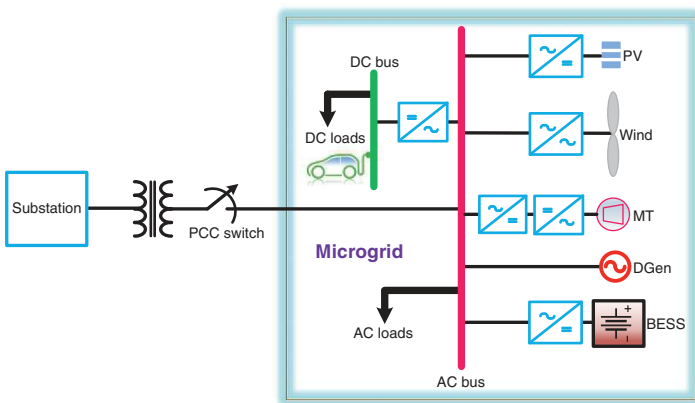 DC bus
PV
DC loads
Wind
Substation
PCC switch
MT
Microgrid
DGen
AC loads
BESS
AC bus